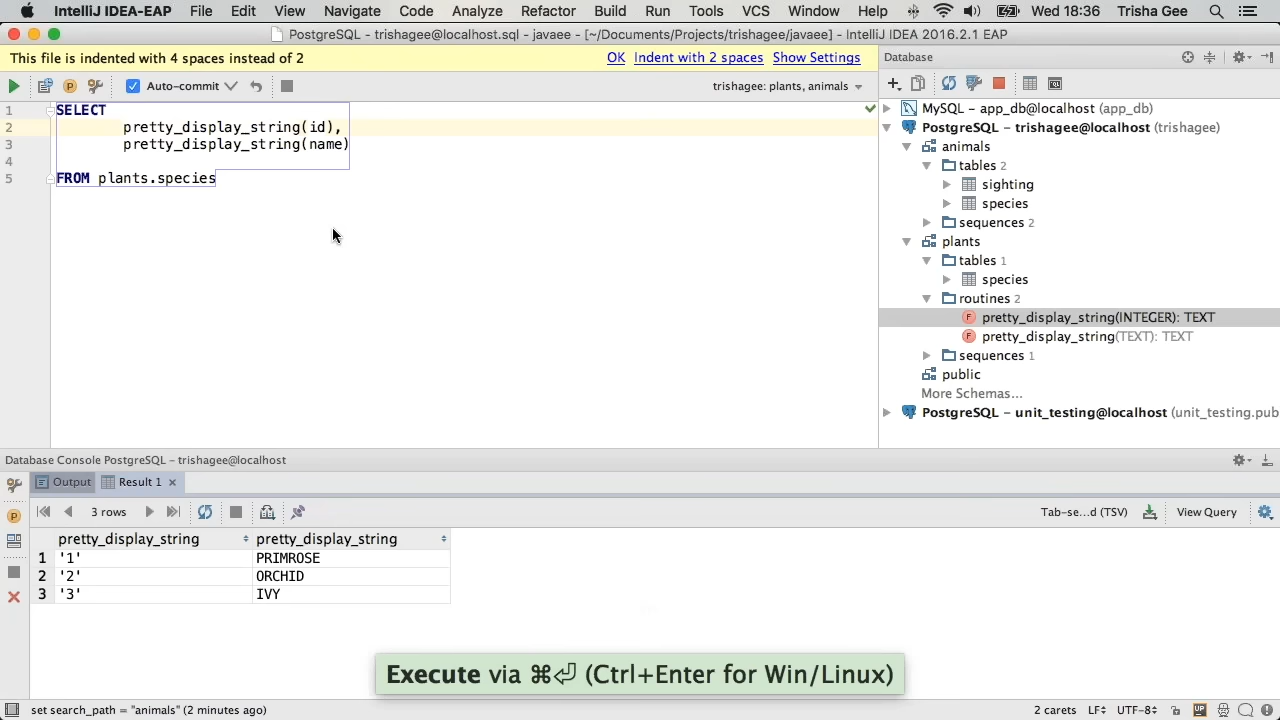 IntelliJ IDEA-EAP File Edit View Navigate Code Analyze Refactor Build Run Tools VCS Window Help Wed 18:36 Trisha Gee
PostgreSQL - trishagee@localhost.sql - javaee - [~/Documents/Projects/trishagee/javaee] - IntelliJ IDEA 2016.2.1 EAP
This file is indented with 4 spaces instead of 2 OK Indent with 2 spaces Show Settings
Auto-commit trishagee: plants, animals
1 SELECT
2 pretty_display_string(id),
3 pretty_display_string(name)
4
5 FROM plants.species
Database
MySQL - app_db@localhost (app_db)
PostgreSQL - trishagee@localhost (trishagee)
animals
tables 2
sighting
species
sequences 2
plants
tables 1
species
routines 2
F pretty_display_string(INTEGER): TEXT
F pretty_display_string(TEXT): TEXT
sequences 1
public
More Schemas...
PostgreSQL - unit_testing@localhost (unit_testing.pub
Database Console PostgreSQL - trishagee@localhost
Output Result 1
3 rows Tab-se...d (TSV) View Query
pretty_display_string pretty_display_string
1 '1' PRIMROSE
2 '2' ORCHID
3 '3' IVY
Execute via ⌘⏎ (Ctrl+Enter for Win/Linux)
set search_path = "animals" (2 minutes ago) 2 carets LF÷ UTF-8÷ UP